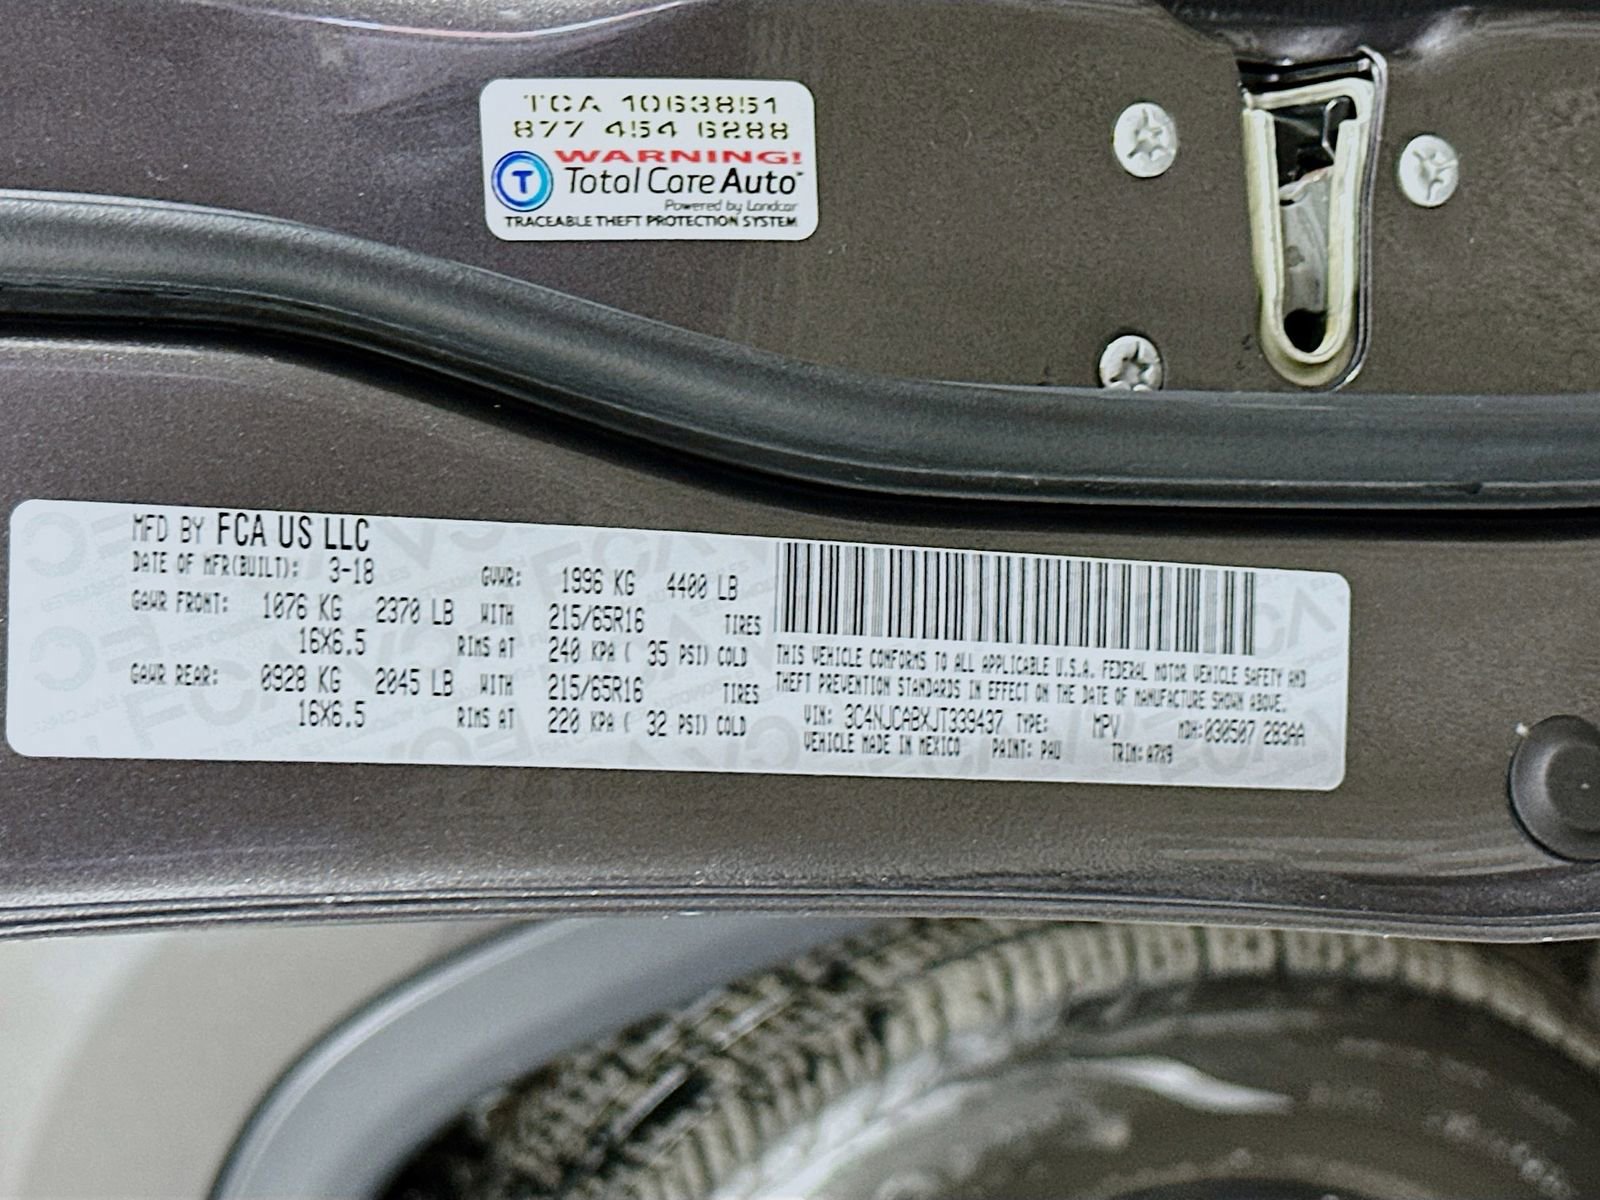 TCA 1063851
877 454 6288
WARNING!
T Total Care Auto™
Powered by Landcar
TRACEABLE THEFT PROTECTION SYSTEM
MFD BY FCA US LLC
DATE OF MFR(BUILT): 3-18 GVWR: 1996 KG 4400 LB
GAWR FRONT: 1076 KG 2370 LB WITH 215/65R16 TIRES
16X6.5 RIMS AT 240 KPA ( 35 PSI) COLD
GAWR REAR: 0928 KG 2045 LB WITH 215/65R16 TIRES
16X6.5 RIMS AT 220 KPA ( 32 PSI) COLD
THIS VEHICLE CONFORMS TO ALL APPLICABLE U.S.A. FEDERAL MOTOR VEHICLE SAFETY AND
THEFT PREVENTION STANDARDS IN EFFECT ON THE DATE OF MANUFACTURE SHOWN ABOVE.
VIN: 3C4NJCABXJT339437 TYPE: MPV MDH:030507 283AA
VEHICLE MADE IN MEXICO PAINT: PAU TRIM: A7X9